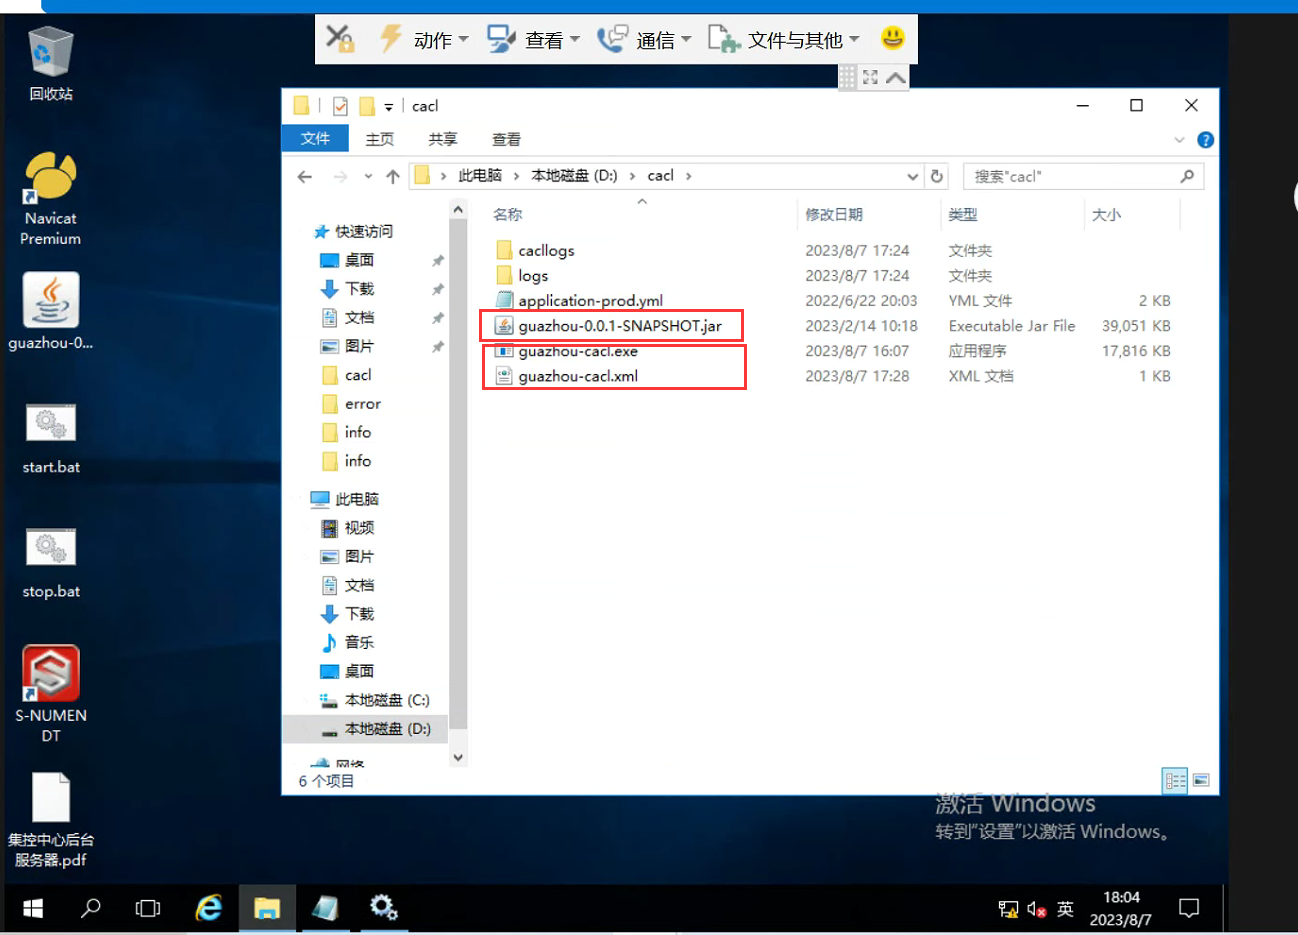 动作 查看 通信 文件与其他
回收站
Navicat
Premium
guazhou-0...
start.bat
stop.bat
S-NUMEN
DT
集控中心后台
服务器.pdf
cacl
文件 主页 共享 查看
此电脑 本地磁盘 (D:) cacl
搜索"cacl"
快速访问
桌面
下载
文档
图片
cacl
error
info
info
此电脑
视频
图片
文档
下载
音乐
桌面
本地磁盘 (C:)
本地磁盘 (D:)
网络
名称 修改日期 类型 大小
cacllogs 2023/8/7 17:24 文件夹
logs 2023/8/7 17:24 文件夹
application-prod.yml 2022/6/22 20:03 YML 文件 2 KB
guazhou-0.0.1-SNAPSHOT.jar 2023/2/14 10:18 Executable Jar File 39,051 KB
guazhou-cacl.exe 2023/8/7 16:07 应用程序 17,816 KB
guazhou-cacl.xml 2023/8/7 17:28 XML 文档 1 KB
6 个项目
激活 Windows
转到"设置"以激活 Windows。
英
18:04
2023/8/7